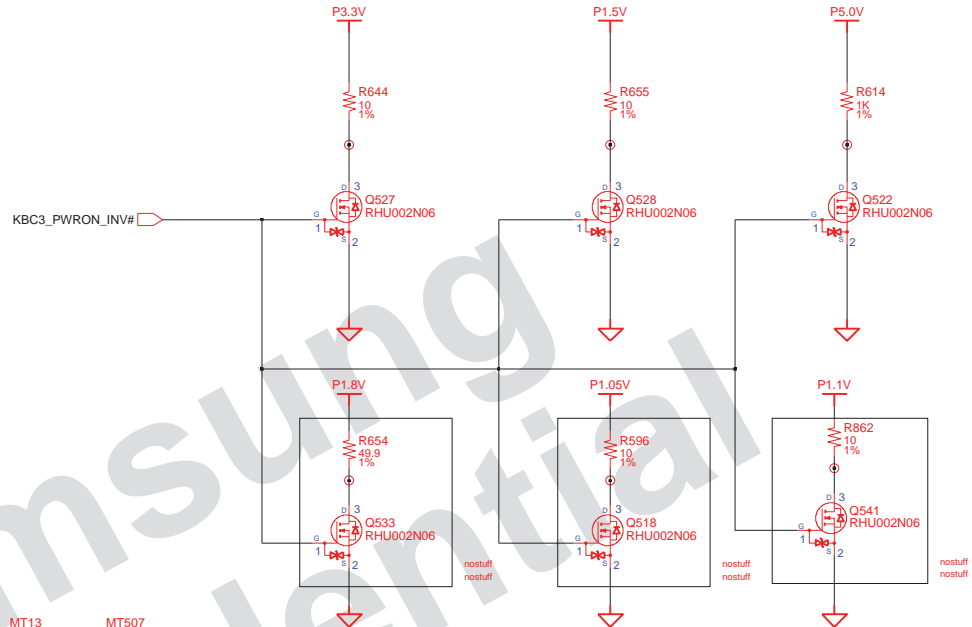 P3.3V
P1.5V
P5.0V
R644
10
1%
R655
10
1%
R614
1K
1%
D 3
Q527
RHU002N06
G
1
S 2
D 3
Q528
RHU002N06
G
1
S 2
D 3
Q522
RHU002N06
G
1
S 2
KBC3_PWRON_INV#
P1.8V
P1.05V
P1.1V
R654
49.9
1%
R596
10
1%
R862
10
1%
D 3
Q533
RHU002N06
G
1
S 2
nostuff
nostuff
D 3
Q518
RHU002N06
G
1
S 2
nostuff
nostuff
D 3
Q541
RHU002N06
G
1
S 2
nostuff
nostuff
MT13
MT507
msung
dential